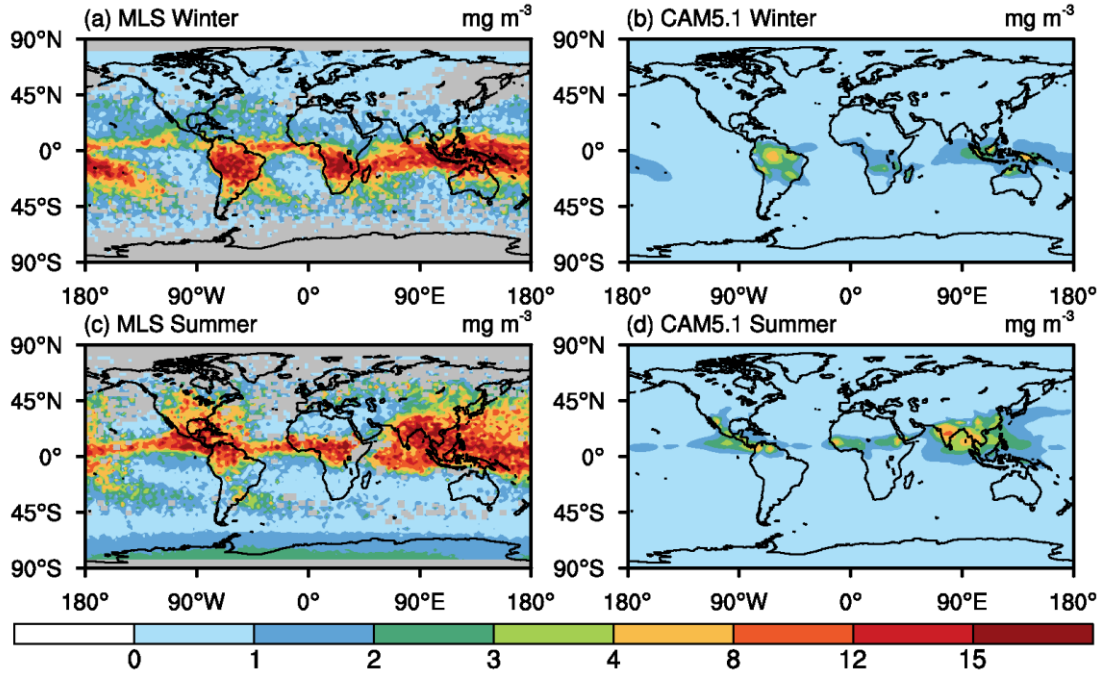 (a) MLS Winter mg m-3 (b) CAM5.1 Winter mg m-3
90°N 90°N
45°N 45°N
0° 0°
45°S 45°S
90°S 90°S
180° 90°W 0° 90°E 180° 180° 90°W 0° 90°E 180°
(c) MLS Summer mg m-3 (d) CAM5.1 Summer mg m-3
90°N 90°N
45°N 45°N
0° 0°
45°S 45°S
90°S 90°S
180° 90°W 0° 90°E 180° 180° 90°W 0° 90°E 180°
0 1 2 3 4 8 12 15